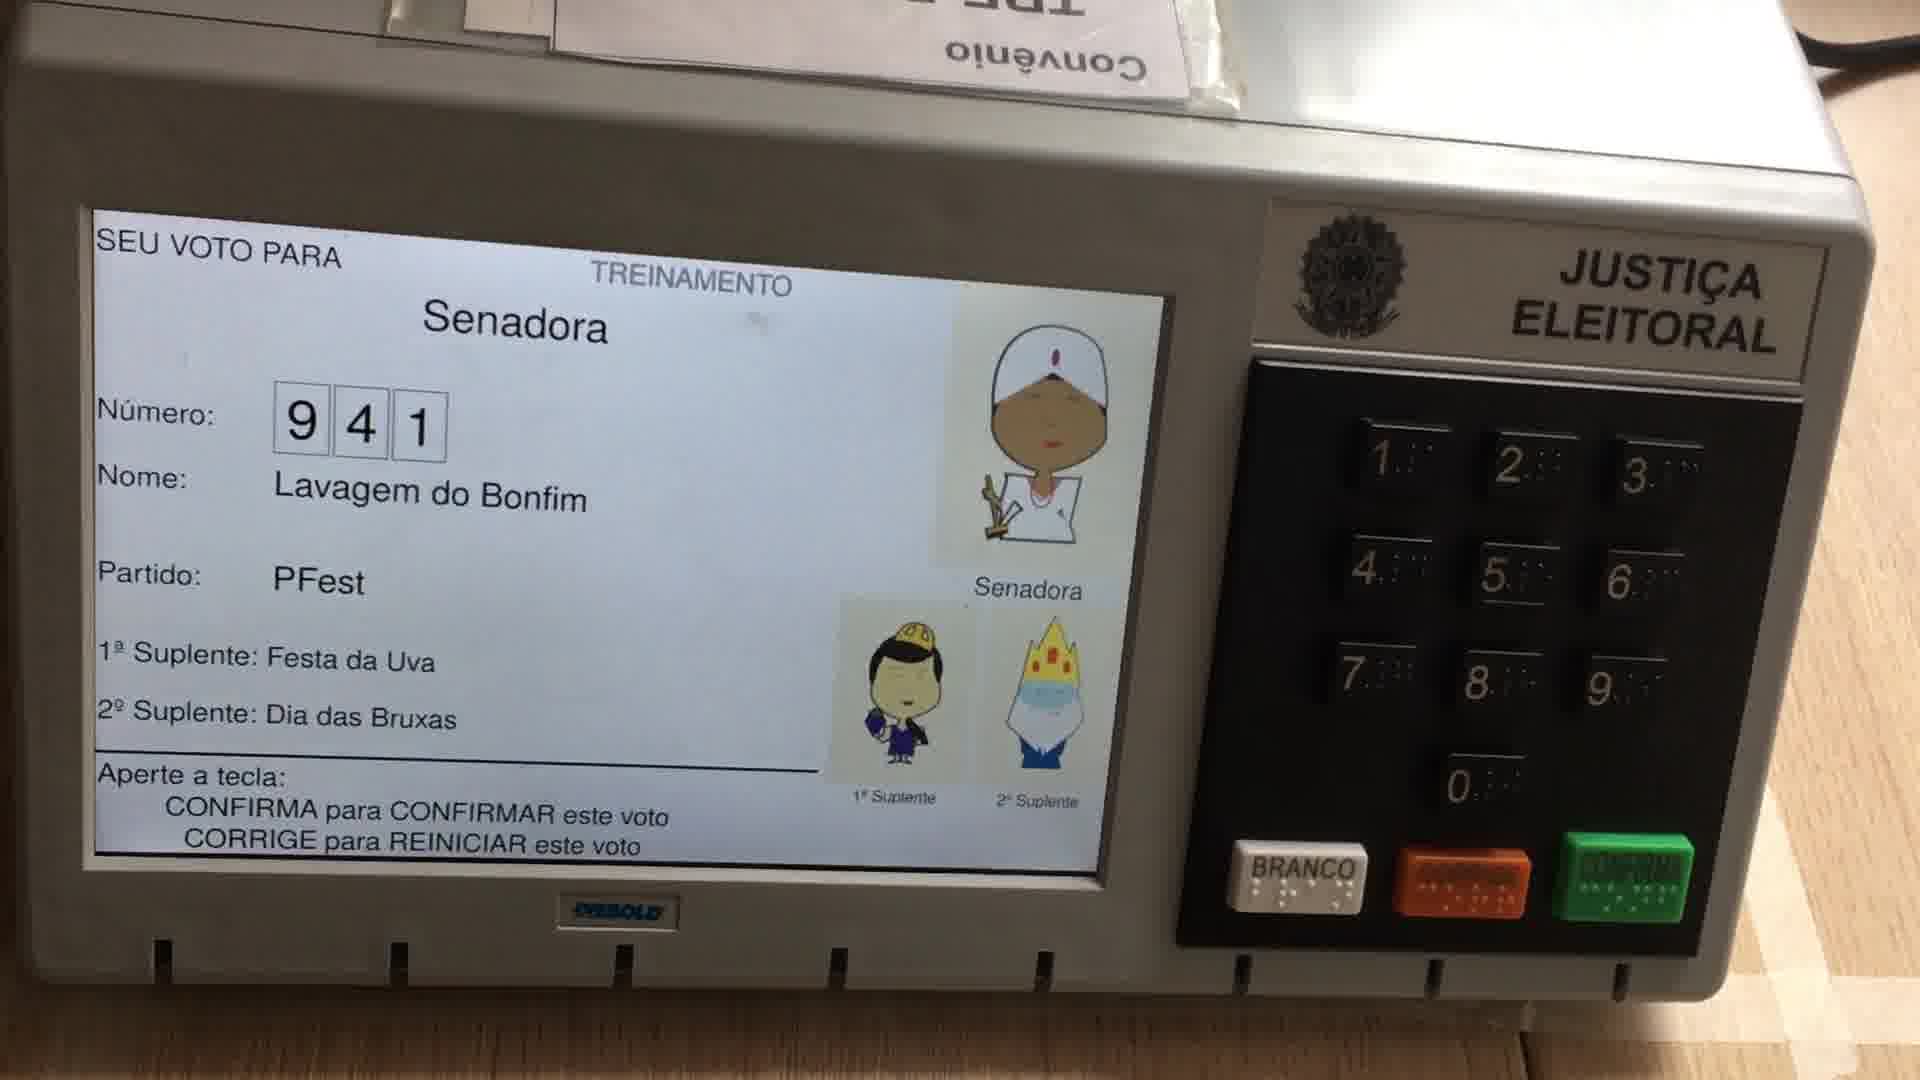 Convênio
SEU VOTO PARA
TREINAMENTO
Senadora
Número: 9 4 1
Nome: Lavagem do Bonfim
Partido: PFest
1ª Suplente: Festa da Uva
2º Suplente: Dia das Bruxas
Senadora
1ª Suplente
2º Suplente
Aperte a tecla:
CONFIRMA para CONFIRMAR este voto
CORRIGE para REINICIAR este voto
DIEBOLD
JUSTIÇA
ELEITORAL
1 2 3
4 5 6
7 8 9
0
BRANCO CORRIGE CONFIRMA